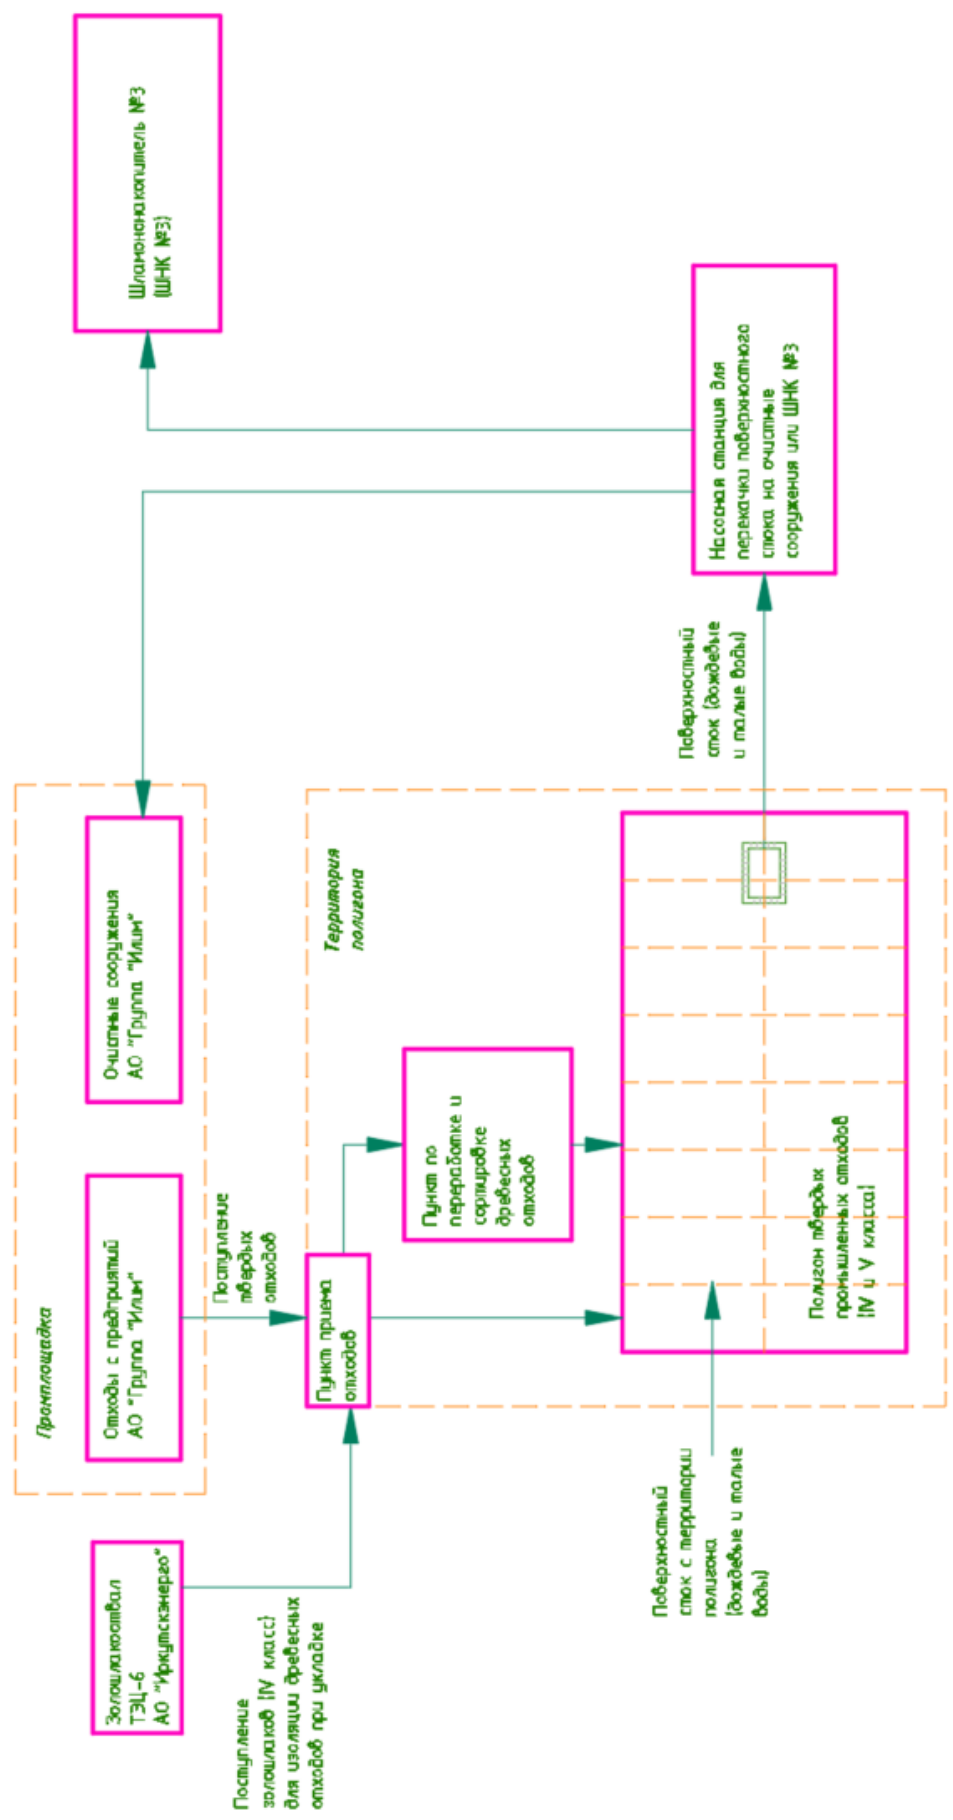 Золошлакоотвал
ТЭЦ-6
АО "Иркутскэнерго"
Промплощадка
Отходы с предприятий
АО "Группа "Илим"
Очистные сооружения
АО "Группа "Илим"
Шламонанакопитель №3
(ШНК №3)
Поступление
золошлаков (IV класс)
для изоляции древесных
отходов при укладке
Поступление
твердых
отходов
Пункт приема
отходов
Территория
полигона
Пункт по
переработке и
сортировке
древесных
отходов
Поверхностный
сток с территории
полигона
(дождевые и талые
воды)
Полигон твердых
промышленных отходов
(IV и V класса)
Поверхностный
сток (дождевые
и талые воды)
Насосная станция для
перекачки поверхностного
стока на очистные
сооружения или ШНК №3